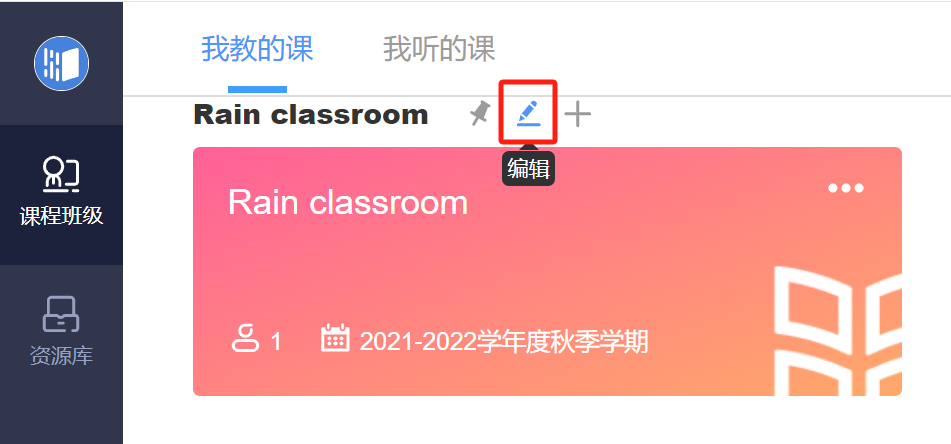 我教的课 我听的课
Rain classroom
编辑
课程班级
Rain classroom
1 2021-2022学年度秋季学期
资源库